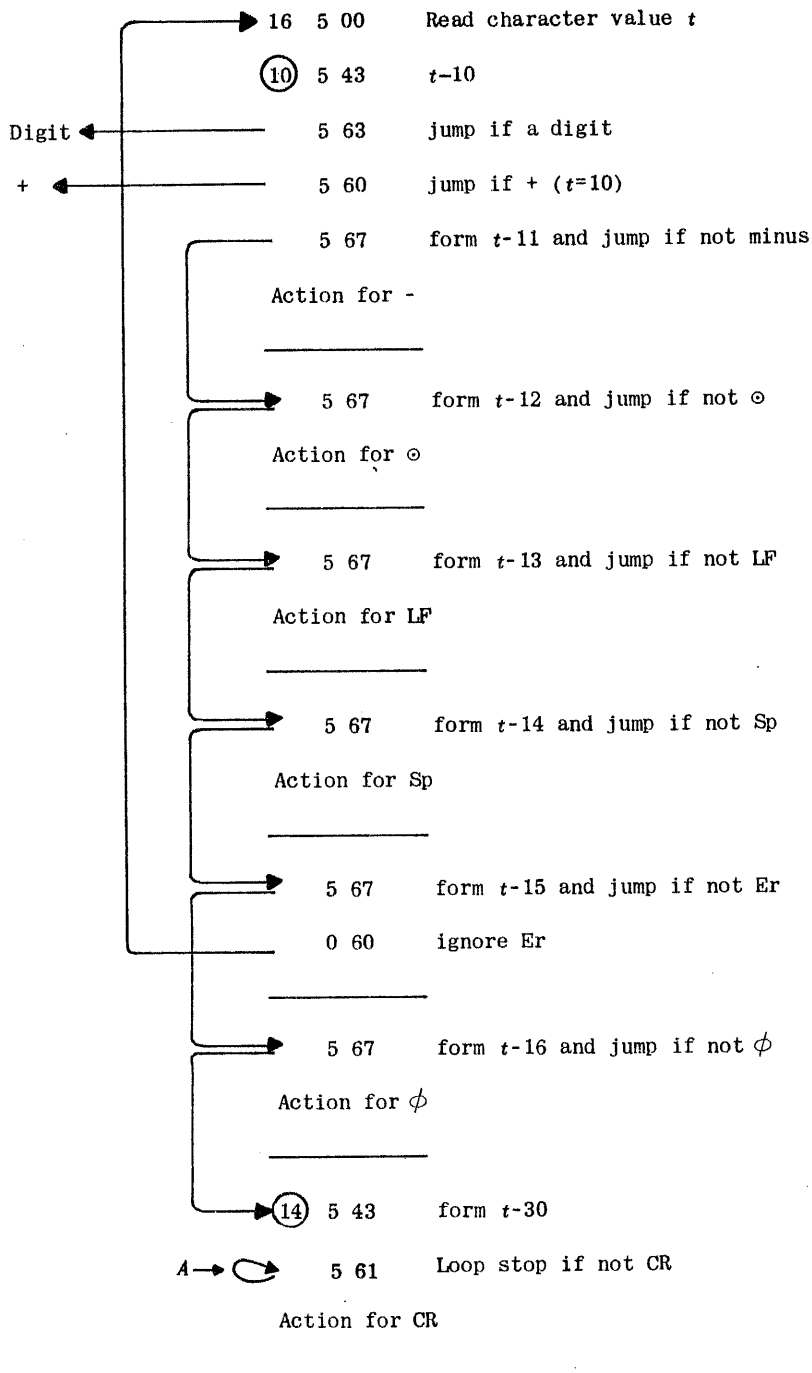 16 5 00 Read character value t
10 5 43 t-10
Digit 5 63 jump if a digit
+ 5 60 jump if + (t=10)
5 67 form t-11 and jump if not minus
Action for -
5 67 form t-12 and jump if not ⊙
Action for ⊙
5 67 form t-13 and jump if not LF
Action for LF
5 67 form t-14 and jump if not Sp
Action for Sp
5 67 form t-15 and jump if not Er
0 60 ignore Er
5 67 form t-16 and jump if not ϕ
Action for ϕ
14 5 43 form t-30
A 5 61 Loop stop if not CR
Action for CR